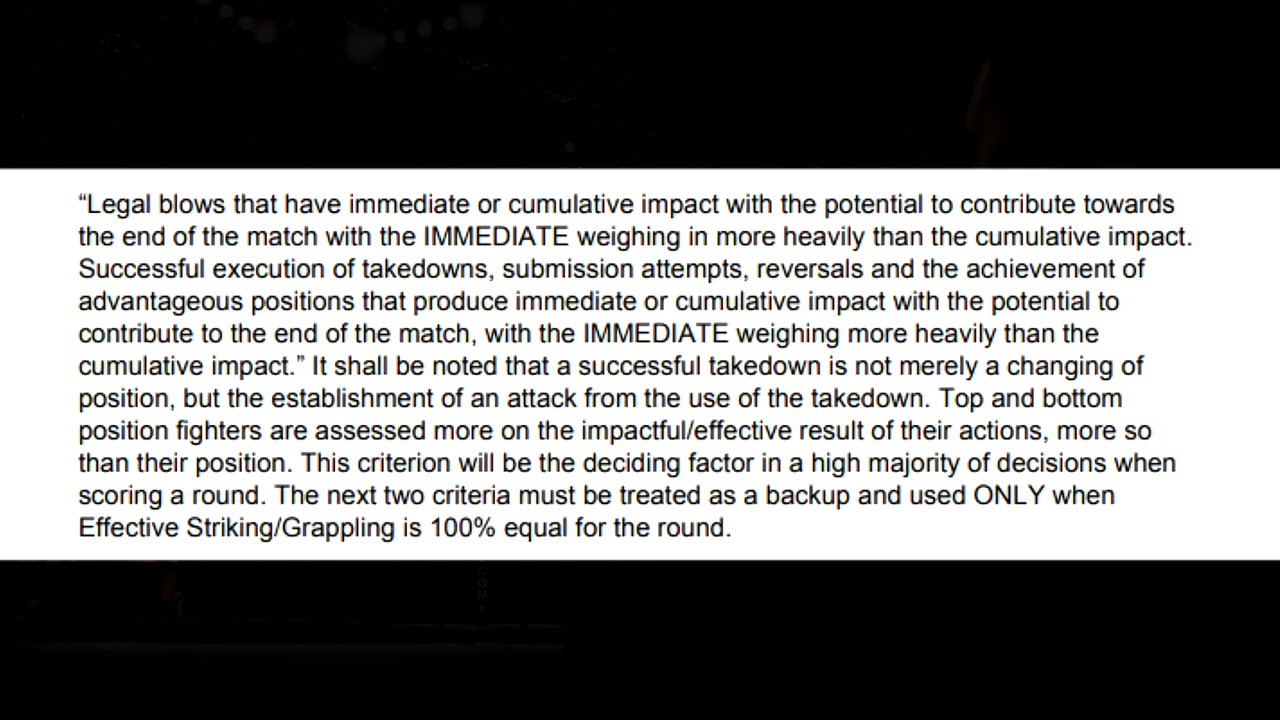 “Legal blows that have immediate or cumulative impact with the potential to contribute towards
the end of the match with the IMMEDIATE weighing in more heavily than the cumulative impact.
Successful execution of takedowns, submission attempts, reversals and the achievement of
advantageous positions that produce immediate or cumulative impact with the potential to
contribute to the end of the match, with the IMMEDIATE weighing more heavily than the
cumulative impact.” It shall be noted that a successful takedown is not merely a changing of
position, but the establishment of an attack from the use of the takedown. Top and bottom
position fighters are assessed more on the impactful/effective result of their actions, more so
than their position. This criterion will be the deciding factor in a high majority of decisions when
scoring a round. The next two criteria must be treated as a backup and used ONLY when
Effective Striking/Grappling is 100% equal for the round.